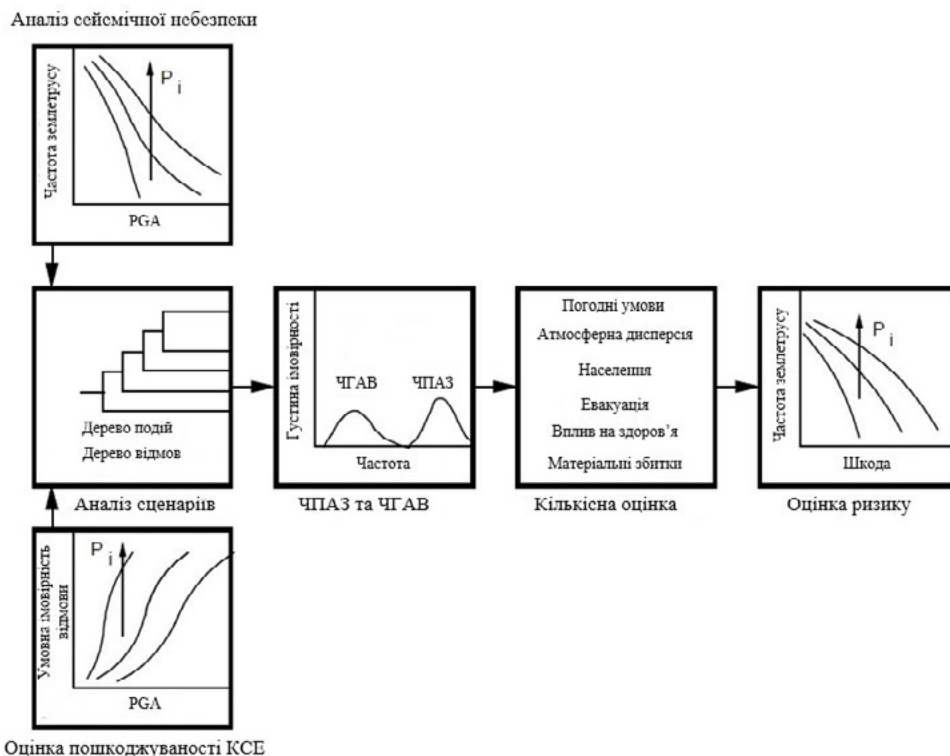 Аналіз сейсмічної небезпеки
Частота землетрусу
P i
PGA
Дерево подій
Дерево відмов
Аналіз сценаріїв
Густина імовірності
ЧГАВ
ЧПАЗ
Частота
ЧПАЗ та ЧГАВ
Погодні умови
Атмосферна дисперсія
Населення
Евакуація
Вплив на здоров’я
Матеріальні збитки
Кількісна оцінка
Частота землетрусу
P i
Шкода
Оцінка ризику
Умовна імовірність
відмови
P i
PGA
Оцінка пошкоджуваності КСЕ